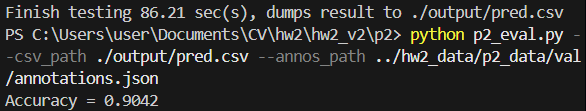 Finish testing 86.21 sec(s), dumps result to ./output/pred.csv
PS C:\Users\user\Documents\CV\hw2\hw2_v2\p2> python p2_eval.py -
-csv_path ./output/pred.csv --annos_path ../hw2_data/p2_data/val
/annotations.json
Accuracy = 0.9042